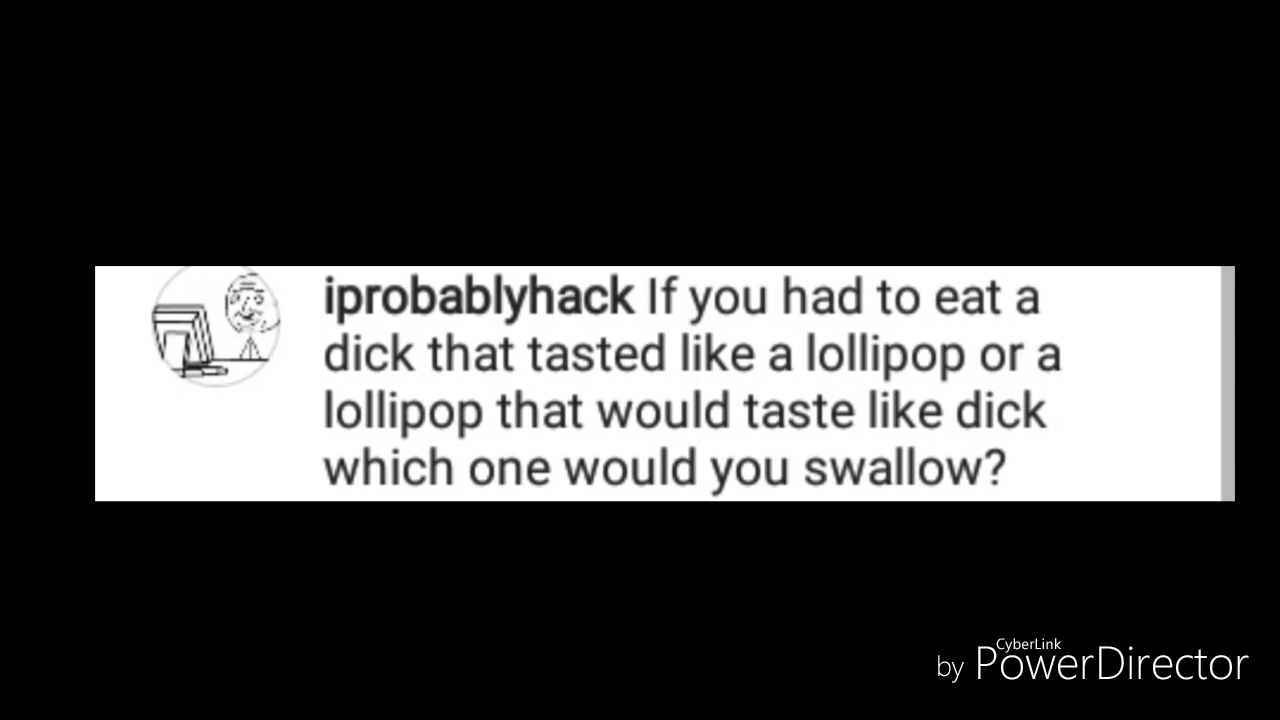 iprobablyhack If you had to eat a
dick that tasted like a lollipop or a
lollipop that would taste like dick
which one would you swallow?
CyberLink
by PowerDirector